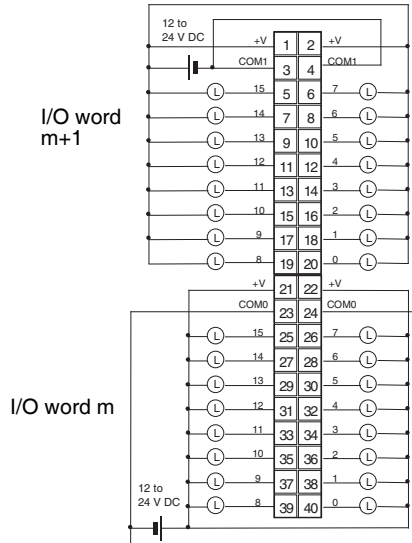 12 to
24 V DC
+V 1 2 +V
COM1 3 4 COM1
L 15 5 6 7 L
I/O word
m+1
L 14 7 8 6 L
L 13 9 10 5 L
L 12 11 12 4 L
L 11 13 14 3 L
L 10 15 16 2 L
L 9 17 18 1 L
L 8 19 20 0 L
+V 21 22 +V
COM0 23 24 COM0
L 15 25 26 7 L
L 14 27 28 6 L
L 13 29 30 5 L
I/O word m
L 12 31 32 4 L
L 11 33 34 3 L
L 10 35 36 2 L
L 9 37 38 1 L
12 to
24 V DC
L 8 39 40 0 L